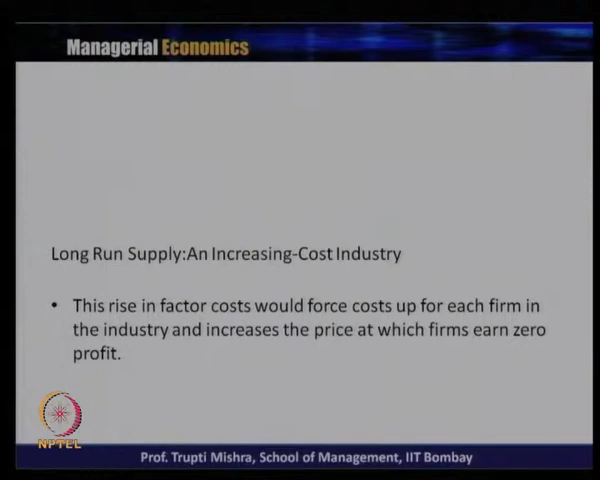 Managerial Economics
Long Run Supply:An Increasing-Cost Industry
• This rise in factor costs would force costs up for each firm in
the industry and increases the price at which firms earn zero
profit.
NPTEL
Prof. Trupti Mishra, School of Management, IIT Bombay